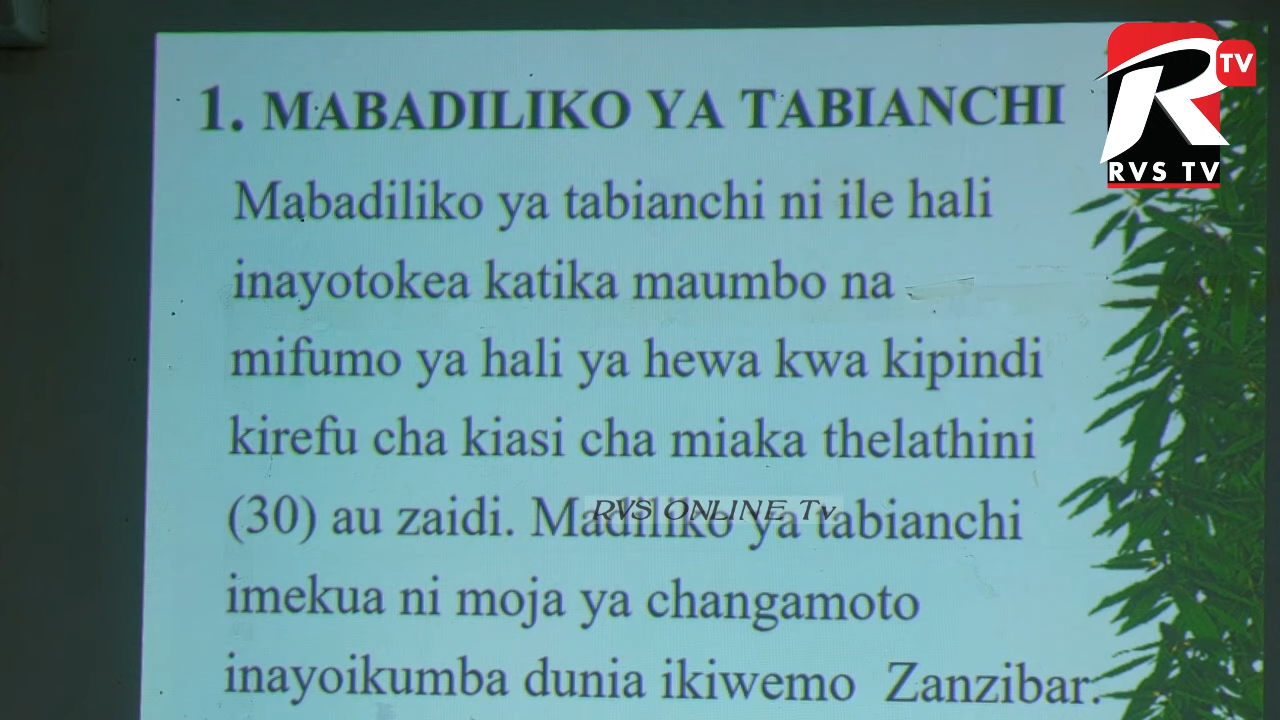 1. MABADILIKO YA TABIANCHI
Mabadiliko ya tabianchi ni ile hali
inayotokea katika maumbo na
mifumo ya hali ya hewa kwa kipindi
kirefu cha kiasi cha miaka thelathini
(30) au zaidi. Madiliko ya tabianchi
imekua ni moja ya changamoto
inayoikumba dunia ikiwemo Zanzibar.
RVS ONLINE Tv
R TV
RVS TV